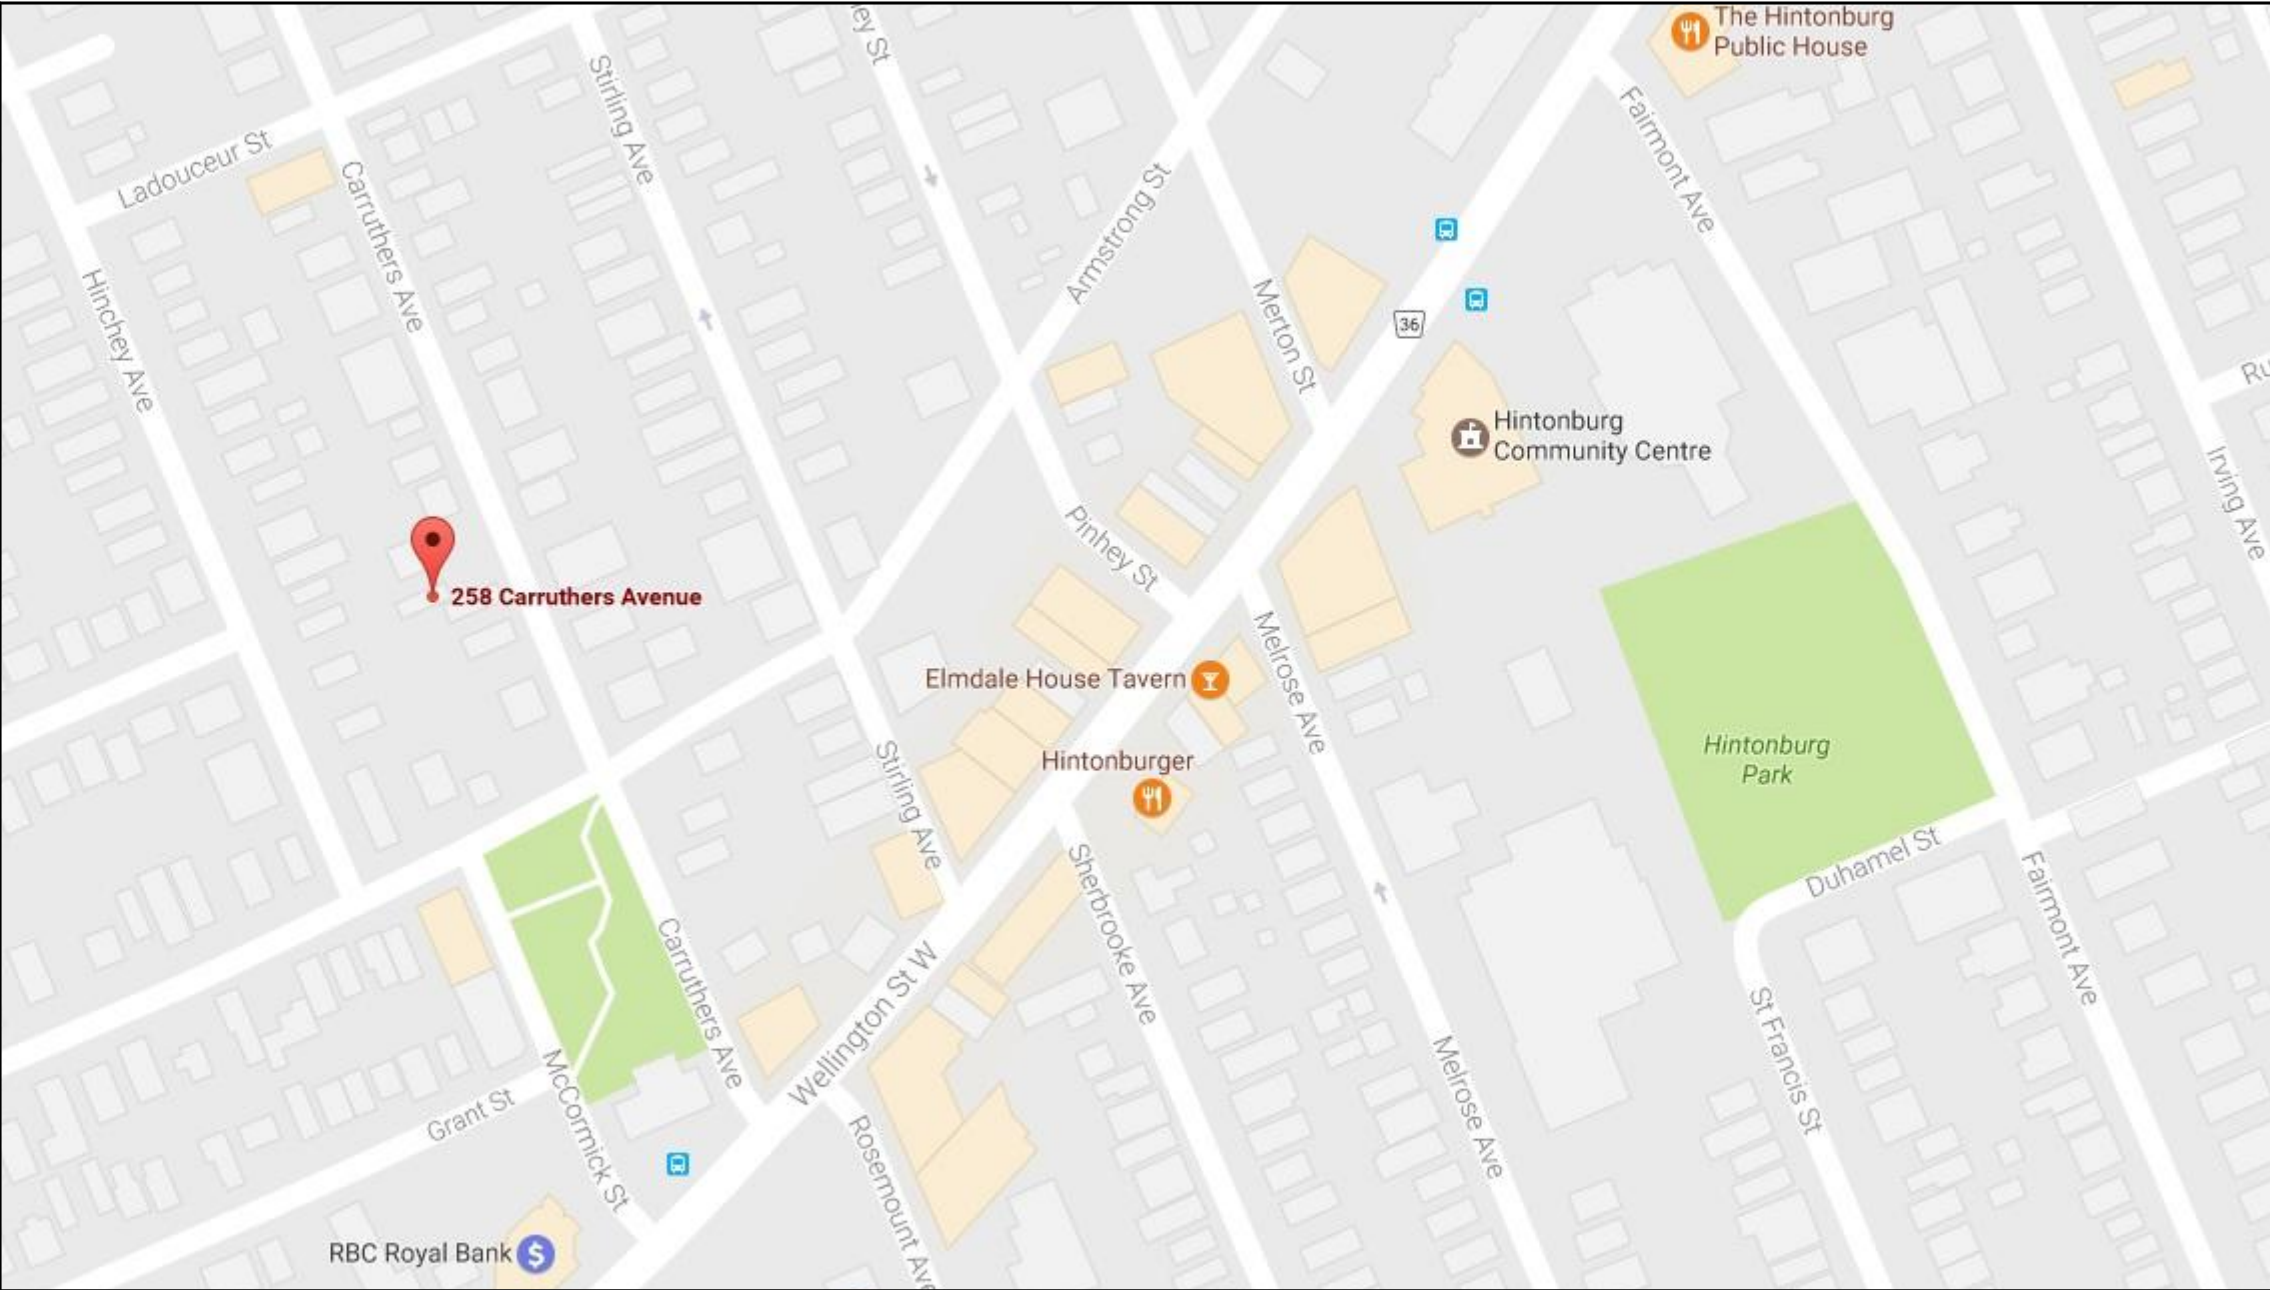 The Hintonburg
Public House
ey St
Stirling Ave
Fairmont Ave
Ladouceur St
Carruthers Ave
Armstrong St
Hinchey Ave
Merton St
36
Ru
Hintonburg
Community Centre
Irving Ave
Pinhey St
258 Carruthers Avenue
Melrose Ave
Elmdale House Tavern
Hintonburg
Park
Hintonburger
Stirling Ave
Duhamel St
Sherbrooke Ave
Fairmont Ave
Carruthers Ave
Wellington St W
St Francis St
Melrose Ave
McCormick St
Grant St
Rosemount Ave
RBC Royal Bank
$